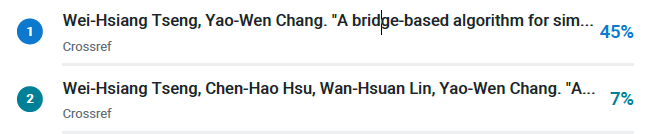 1 Wei-Hsiang Tseng, Yao-Wen Chang. "A bridge-based algorithm for sim... 45%
Crossref
2 Wei-Hsiang Tseng, Chen-Hao Hsu, Wan-Hsuan Lin, Yao-Wen Chang. "A... 7%
Crossref